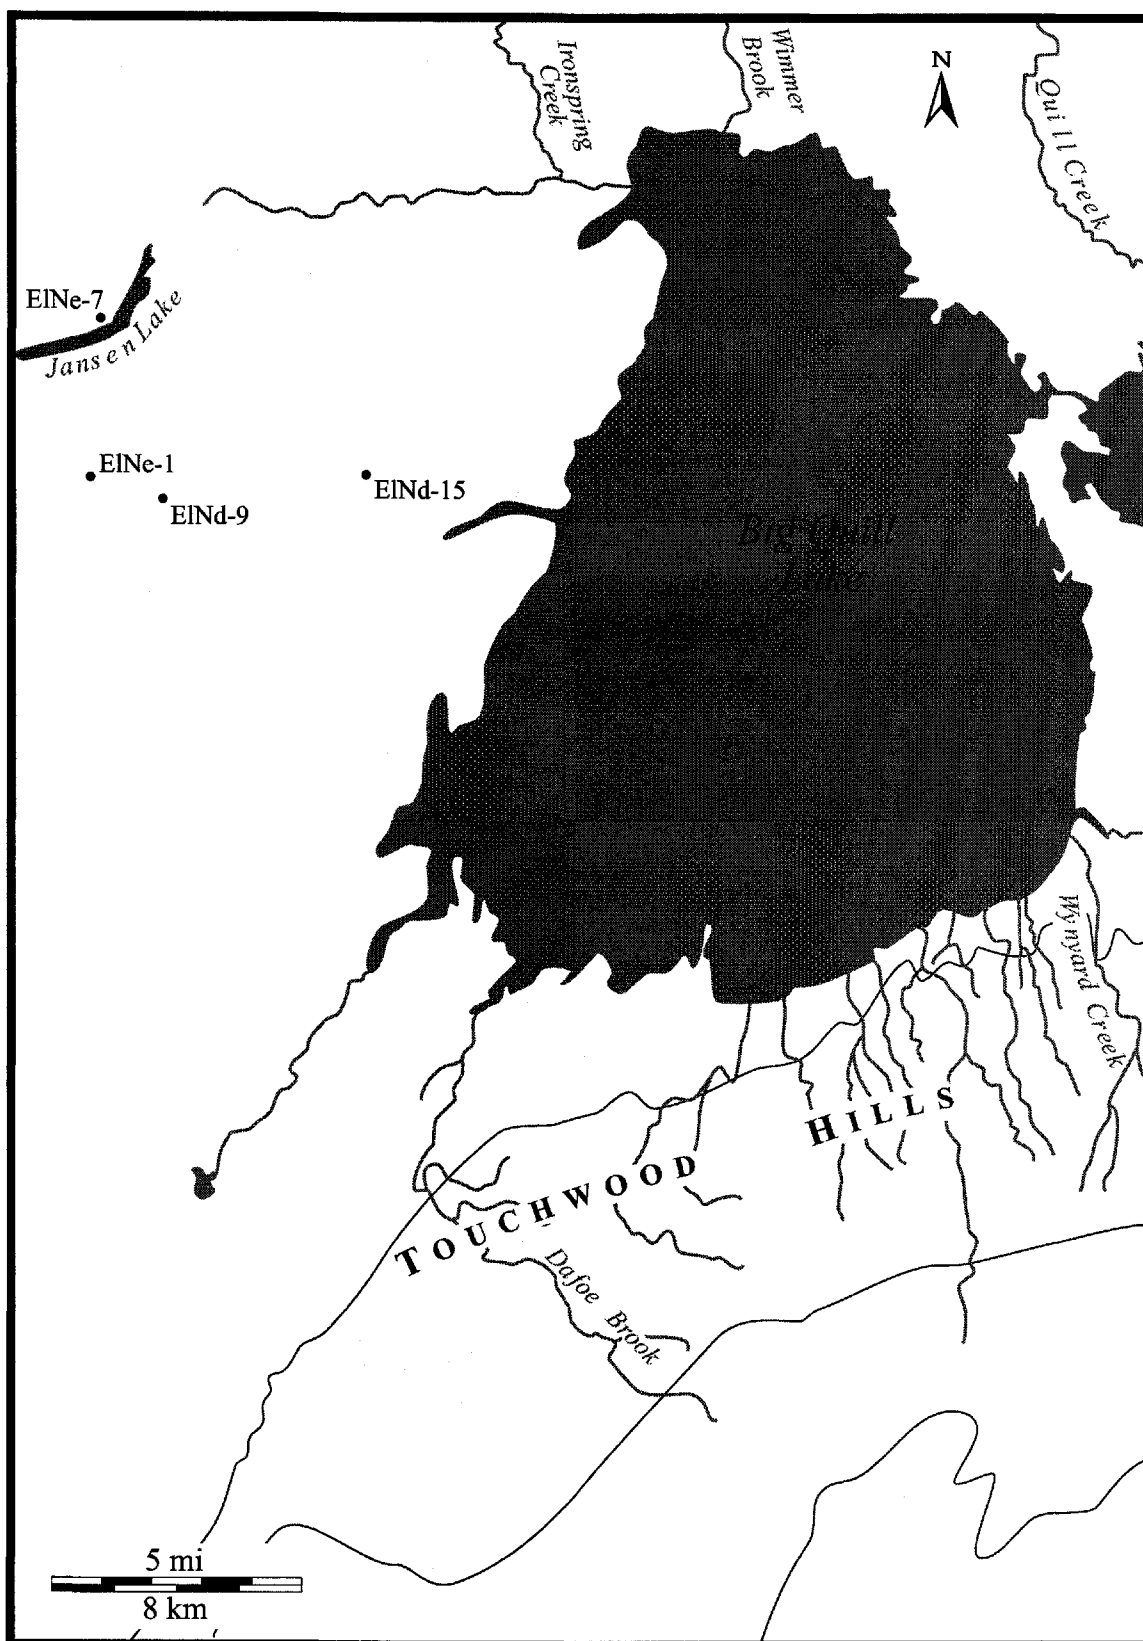 Ironspring
Creek
Wimmer
Brook
N
Quill Creek
ElNe-7
Jansen Lake
ElNe-1
ElNd-9
ElNd-15
Big Quill
Lake
Wynyard Creek
TOUCHWOOD HILLS
Dafoe Brook
5 mi
8 km